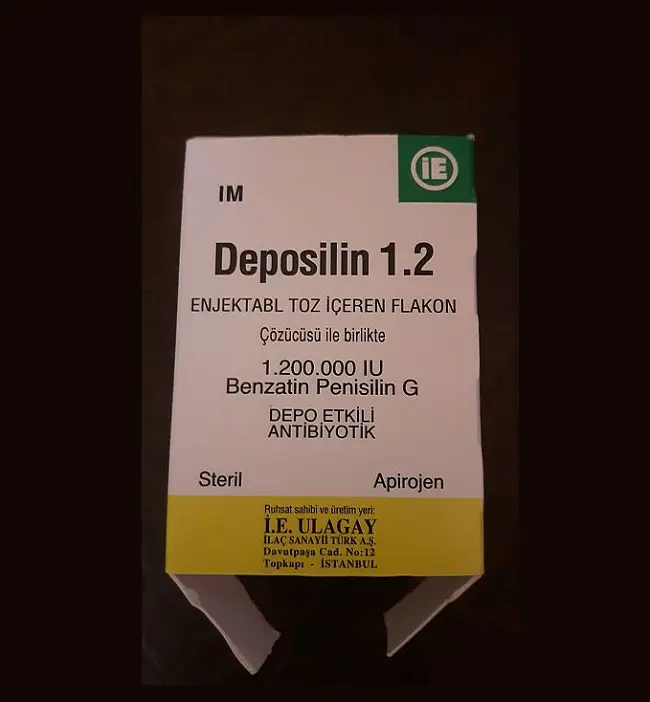 iE
IM
Deposilin 1.2
ENJEKTABL TOZ İÇEREN FLAKON
Çözücüsü ile birlikte
1.200.000 IU
Benzatin Penisilin G
DEPO ETKİLİ
ANTİBİYOTİK
Steril Apirojen
Ruhsat sahibi ve üretim yeri:
İ.E. ULAGAY
İLAÇ SANAYİİ TÜRK A.Ş.
Davutpaşa Cad. No:12
Topkapı - İSTANBUL